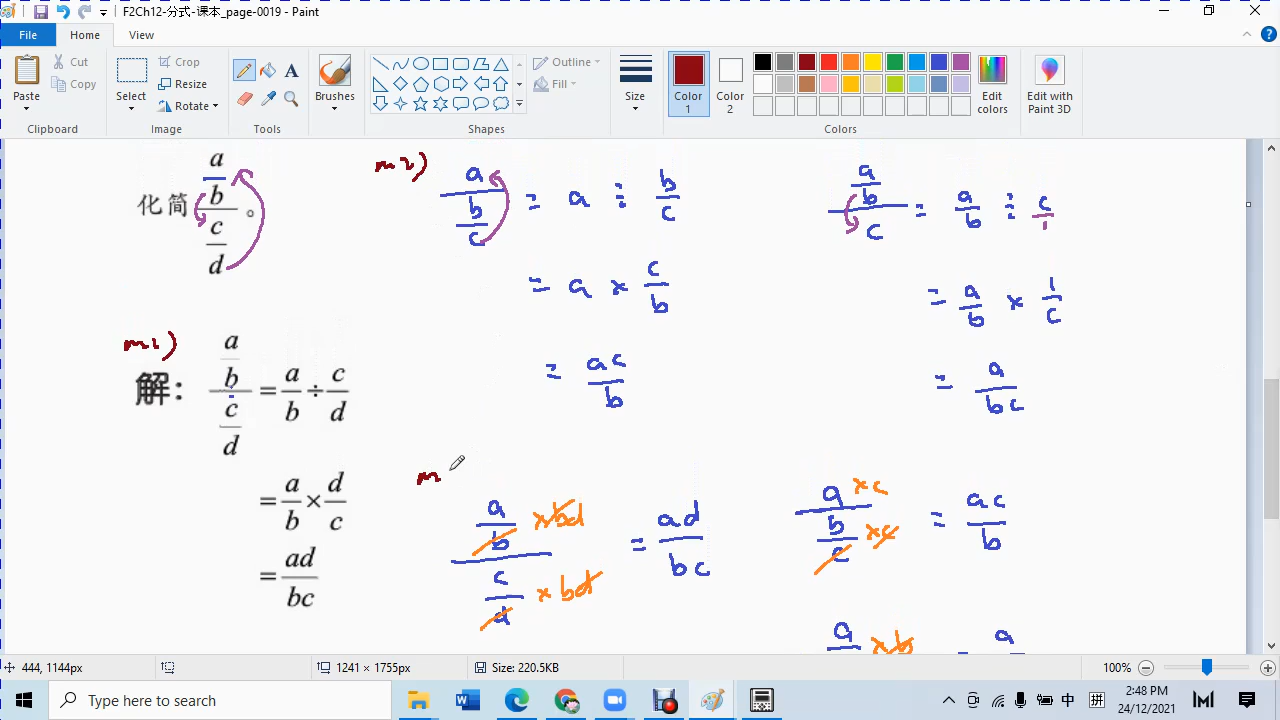 F2Ch12-公式-课本_page-0019 - Paint
File Home View
Paste
Cut
Copy
Clipboard
Select
Resize
Rotate
Image
A
Tools
Brushes
Outline
Fill
Shapes
Size
Color 1
Color 2
Colors
Edit colors
Edit with Paint 3D
化简 (a/b)/(c/d)。
m2) a/(b/c) = a ÷ b/c
= a × c/b
= ac/b
(a/b)/c = a/b ÷ c/1
= a/b × 1/c
= a/bc
m1)
解: (a/b)/(c/d) = a/b ÷ c/d
= a/b × d/c
= ad/bc
m
(a/b ×bd)/(c/d ×bd) = ad/bc
(a ×c)/(b/c ×c) = ac/b
a ×b = a
444, 1144px
1241 × 1755px
Size: 220.5KB
100%
Type here to search
中
拼
2:48 PM
24/12/2021